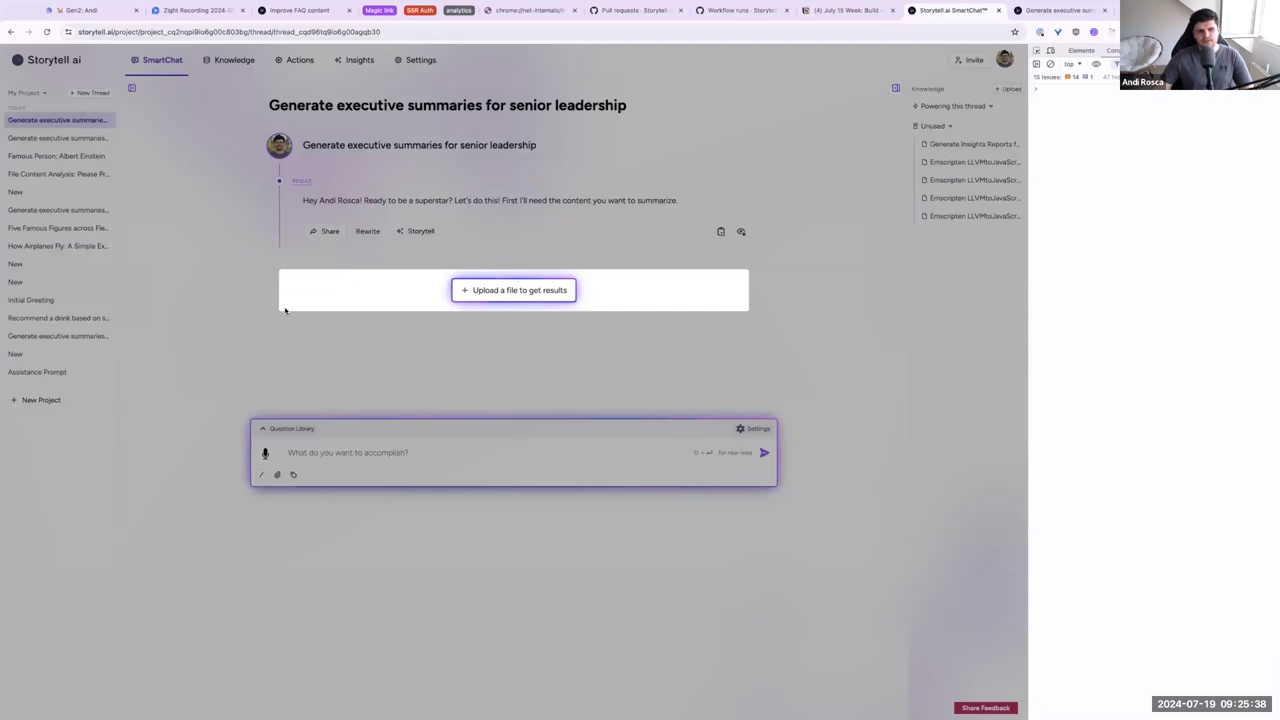 Gen2: Andi
Zight Recording 2024-0
Improve FAQ content
Magic link
SSR Auth
analytics
chrome://net-internals/
Pull requests · Storytell-
Workflow runs · Storyte
(4) July 15 Week: Build
Storytell.ai SmartChat™
Generate executive sum
storytell.ai/project/project_cq2nqpi9io6g00c803bg/thread/thread_cqd96tq9io6g00agqb30
Storytell.ai
SmartChat
Knowledge
Actions
Insights
Settings
Invite
Elements
top
15 Issues:
14
1
Andi Rosca
My Project
+ New Thread
TODAY
Generate executive summarie...
Generate executive summaries...
Famous Person: Albert Einstein
File Content Analysis: Please Pr...
New
Generate executive summaries...
Five Famous Figures across Fie...
How Airplanes Fly: A Simple Ex...
New
New
Initial Greeting
Recommend a drink based on s...
Generate executive summaries...
New
Assistance Prompt
+ New Project
Generate executive summaries for senior leadership
Generate executive summaries for senior leadership
Hey Andi Rosca! Ready to be a superstar? Let's do this! First I'll need the content you want to summarize.
Share
Rewrite
Storytell
+ Upload a file to get results
Question Library
Settings
What do you want to accomplish?
for new lines
Knowledge
+ Upload
Powering this thread
Unused
Generate Insights Reports f...
Emscripten LLVMtoJavaScr...
Emscripten LLVMtoJavaScr...
Emscripten LLVMtoJavaScr...
Emscripten LLVMtoJavaScr...
Share Feedback
2024-07-19 09:25:38